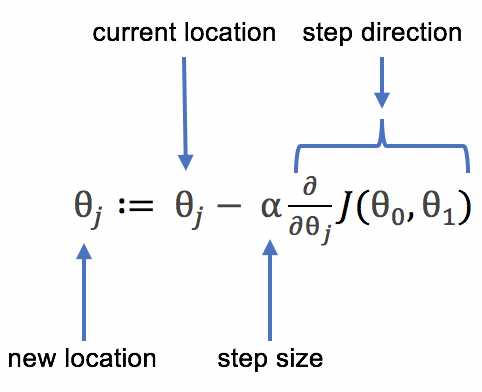 current location step direction
θⱼ := θⱼ − α ∂/∂θⱼ J(θ₀, θ₁)
new location step size